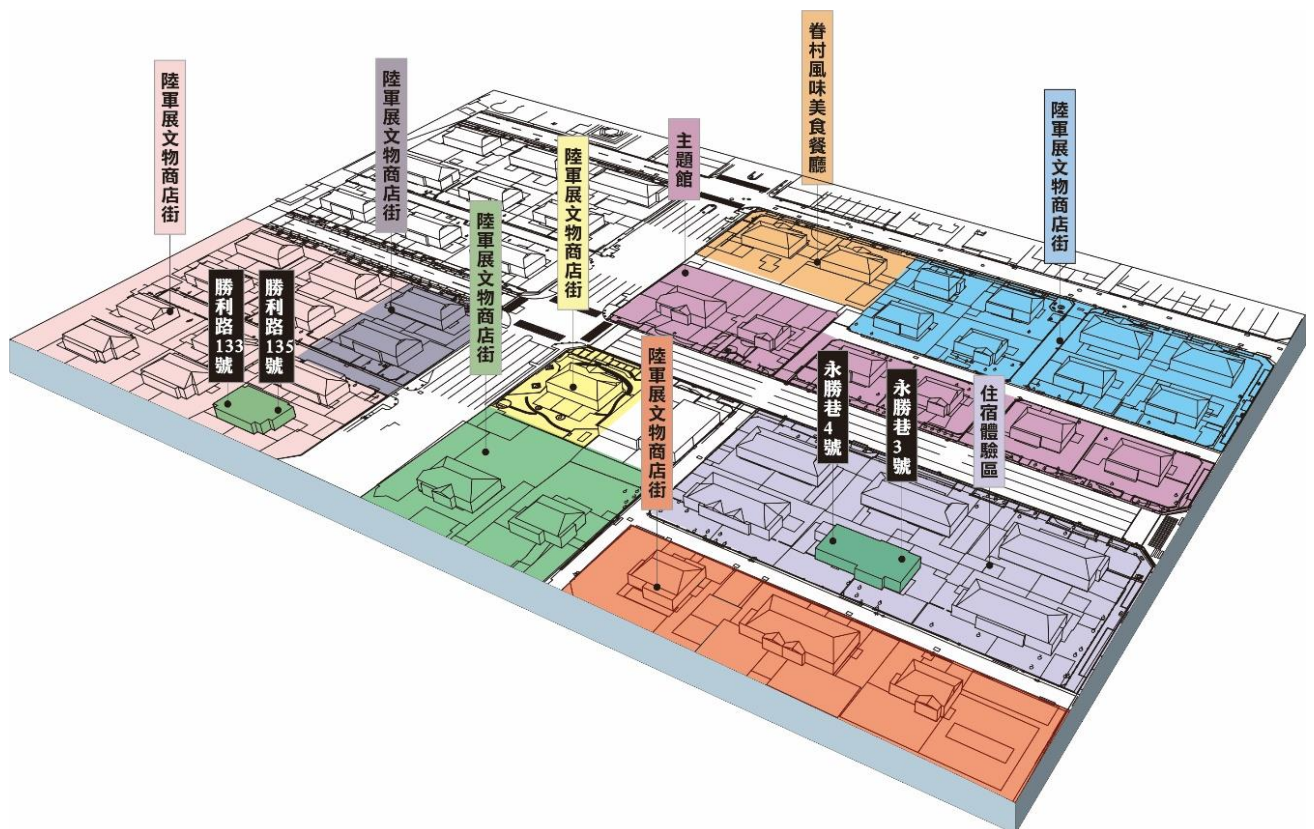 陸軍展文物商店街
勝利路133號
勝利路135號
陸軍展文物商店街
陸軍展文物商店街
陸軍展文物商店街
主題館
眷村風味美食餐廳
陸軍展文物商店街
陸軍展文物商店街
永勝巷4號
永勝巷3號
住宿體驗區